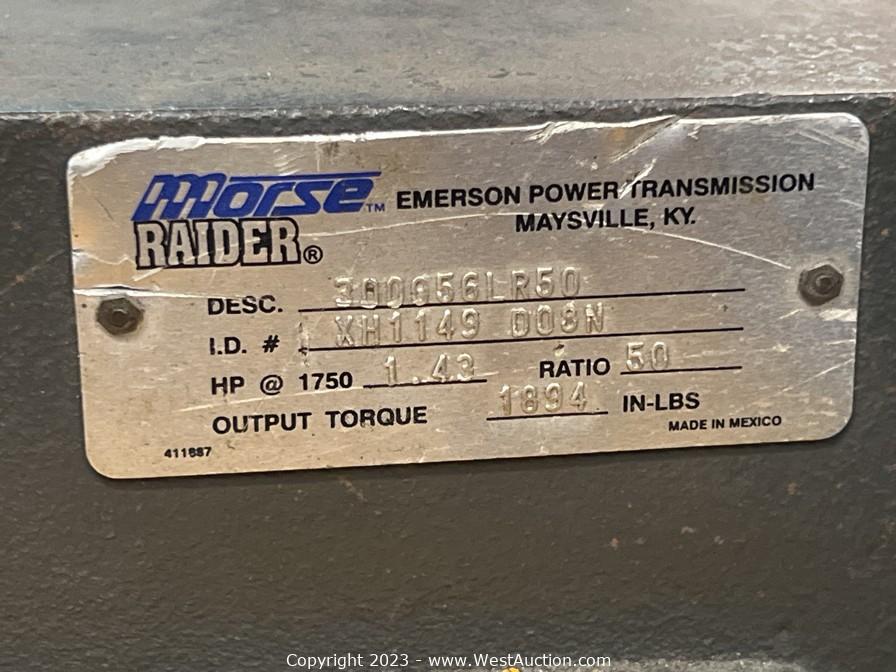 morse™ EMERSON POWER TRANSMISSION
RAIDER® MAYSVILLE, KY.
DESC. 300Q56LR50
I.D. # XH1149 D08N
HP @ 1750 1.43 RATIO 50
OUTPUT TORQUE 1894 IN-LBS
411687 MADE IN MEXICO
Copyright 2023 - www.WestAuction.com